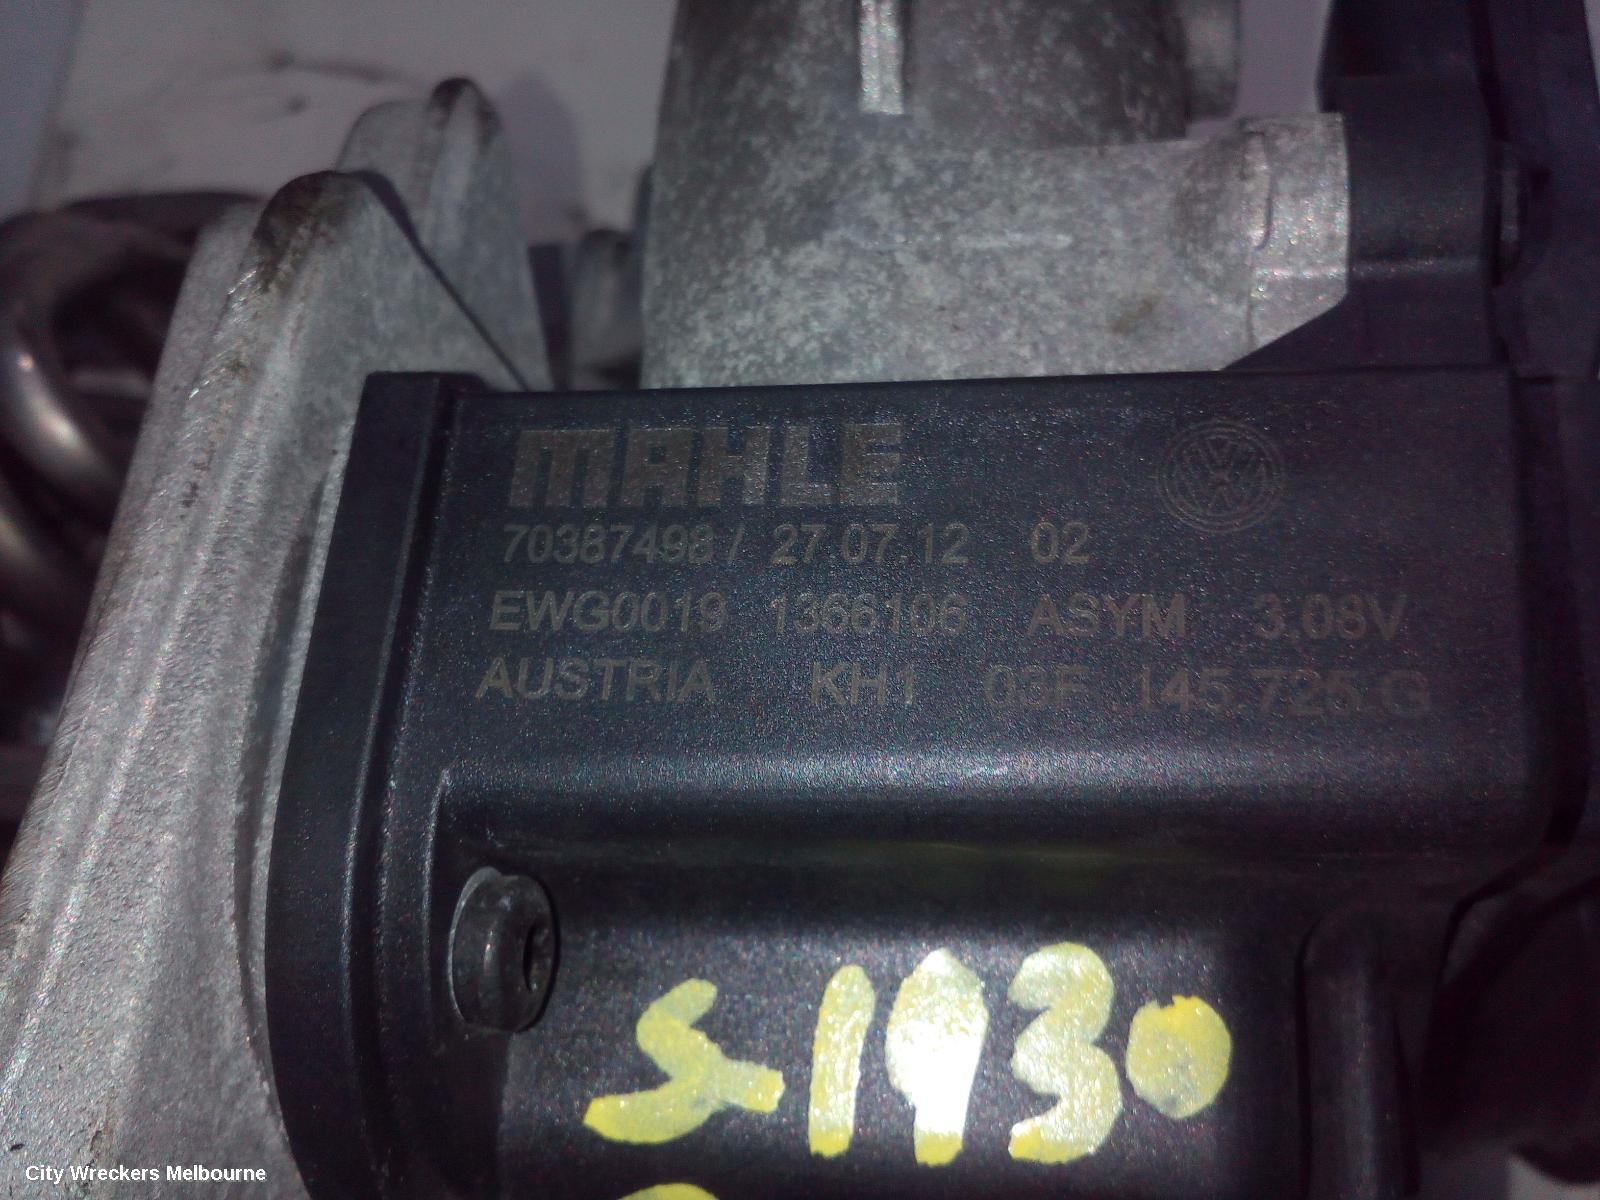 MAHLE
70387498/ 27.07.12 02
EWG0019 1366106 ASYM 3.08V
AUSTRIA KH1 03F.145.725.G
S1930
City Wreckers Melbourne